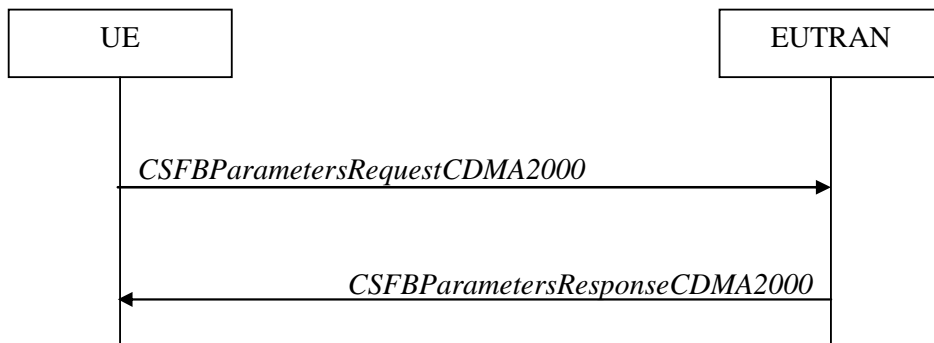 UE
EUTRAN
CSFBParametersRequestCDMA2000
CSFBParametersResponseCDMA2000